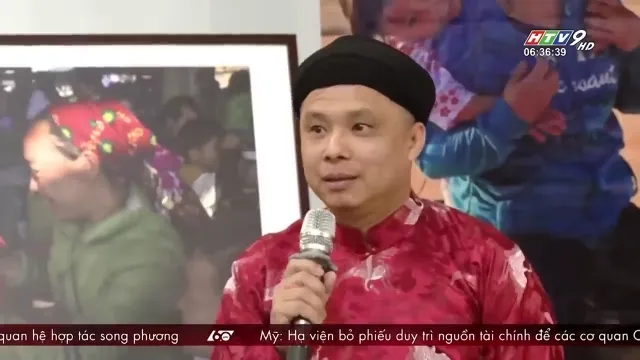 HTV9 HD
06:36:39
quan hệ hợp tác song phương
60 Mỹ: Hạ viện bỏ phiếu duy trì nguồn tài chính để các cơ quan C